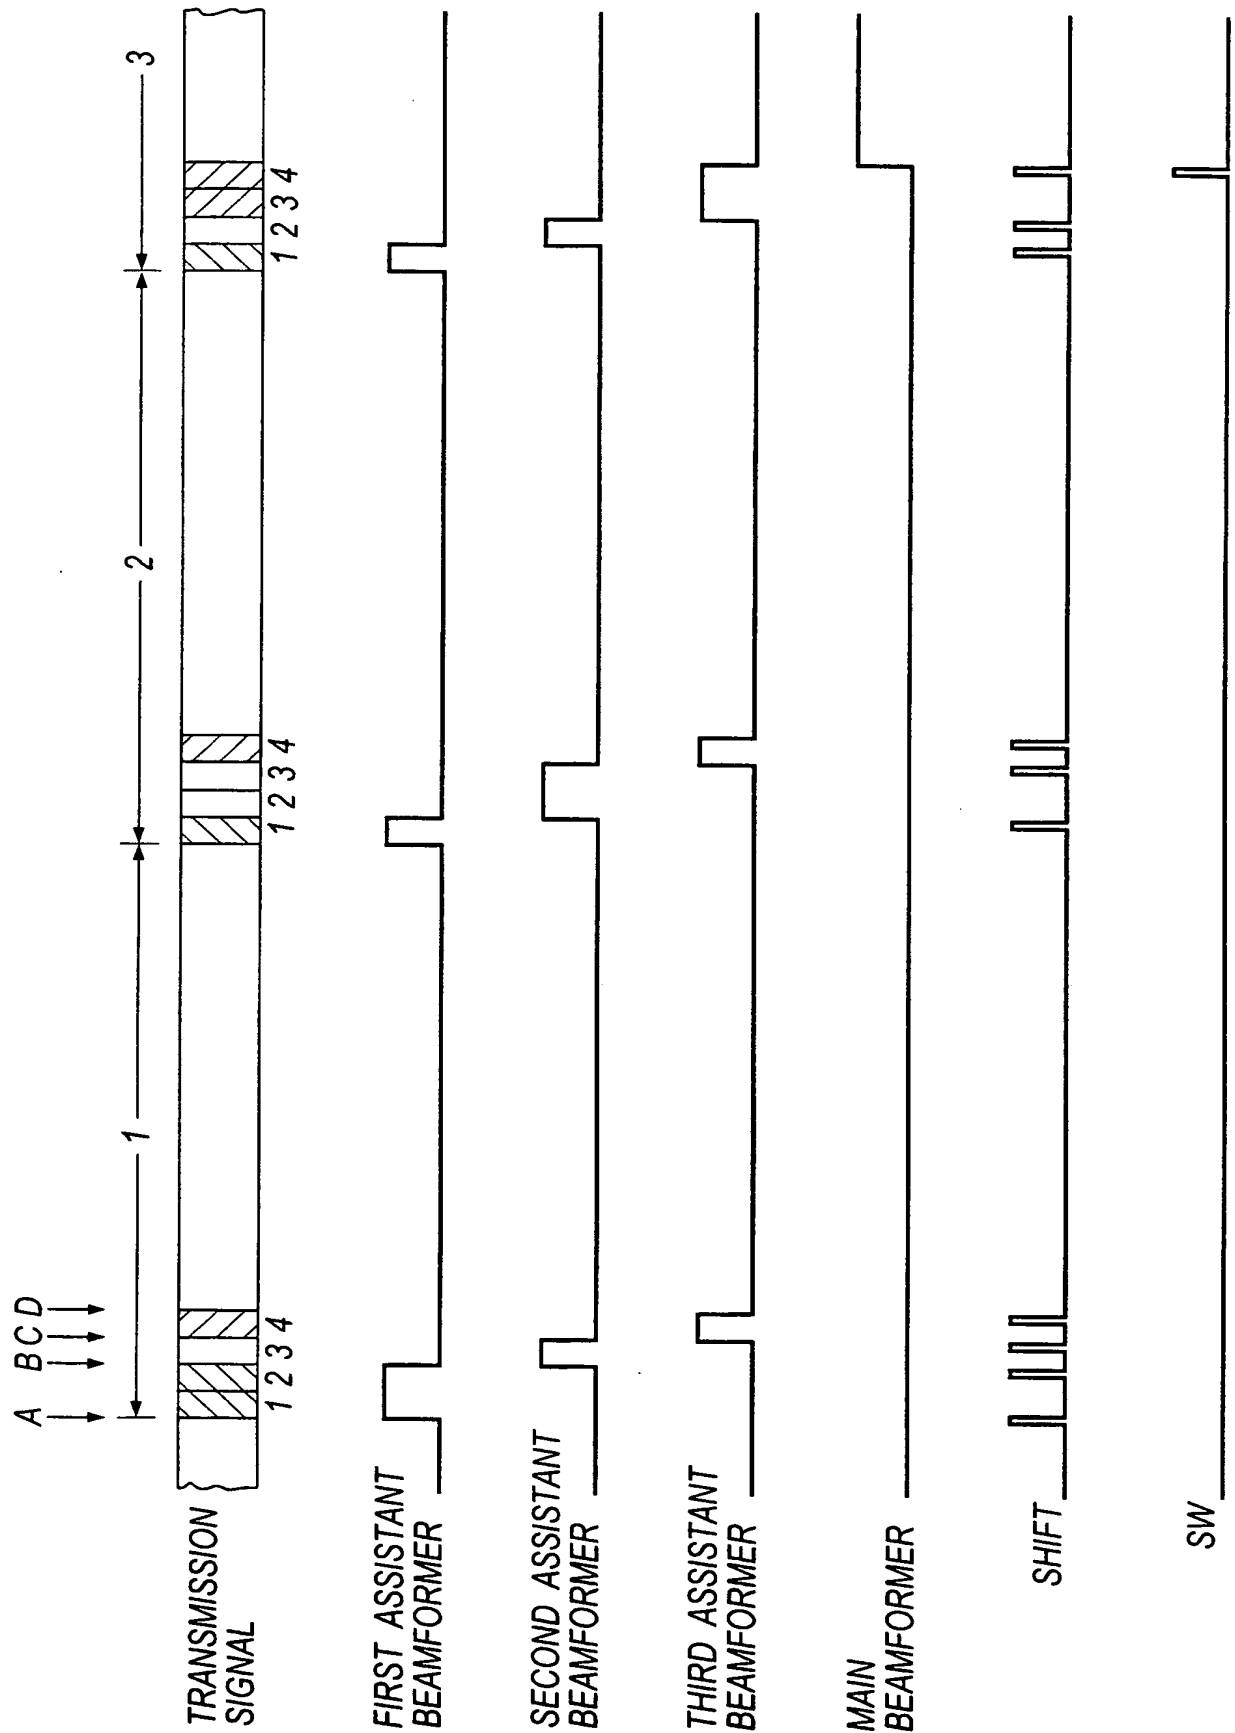 A B C D
1 2 3
TRANSMISSION
SIGNAL
1 2 3 4 1 2 3 4 1 2 3 4
FIRST ASSISTANT
BEAMFORMER
SECOND ASSISTANT
BEAMFORMER
THIRD ASSISTANT
BEAMFORMER
MAIN
BEAMFORMER
SHIFT
SW